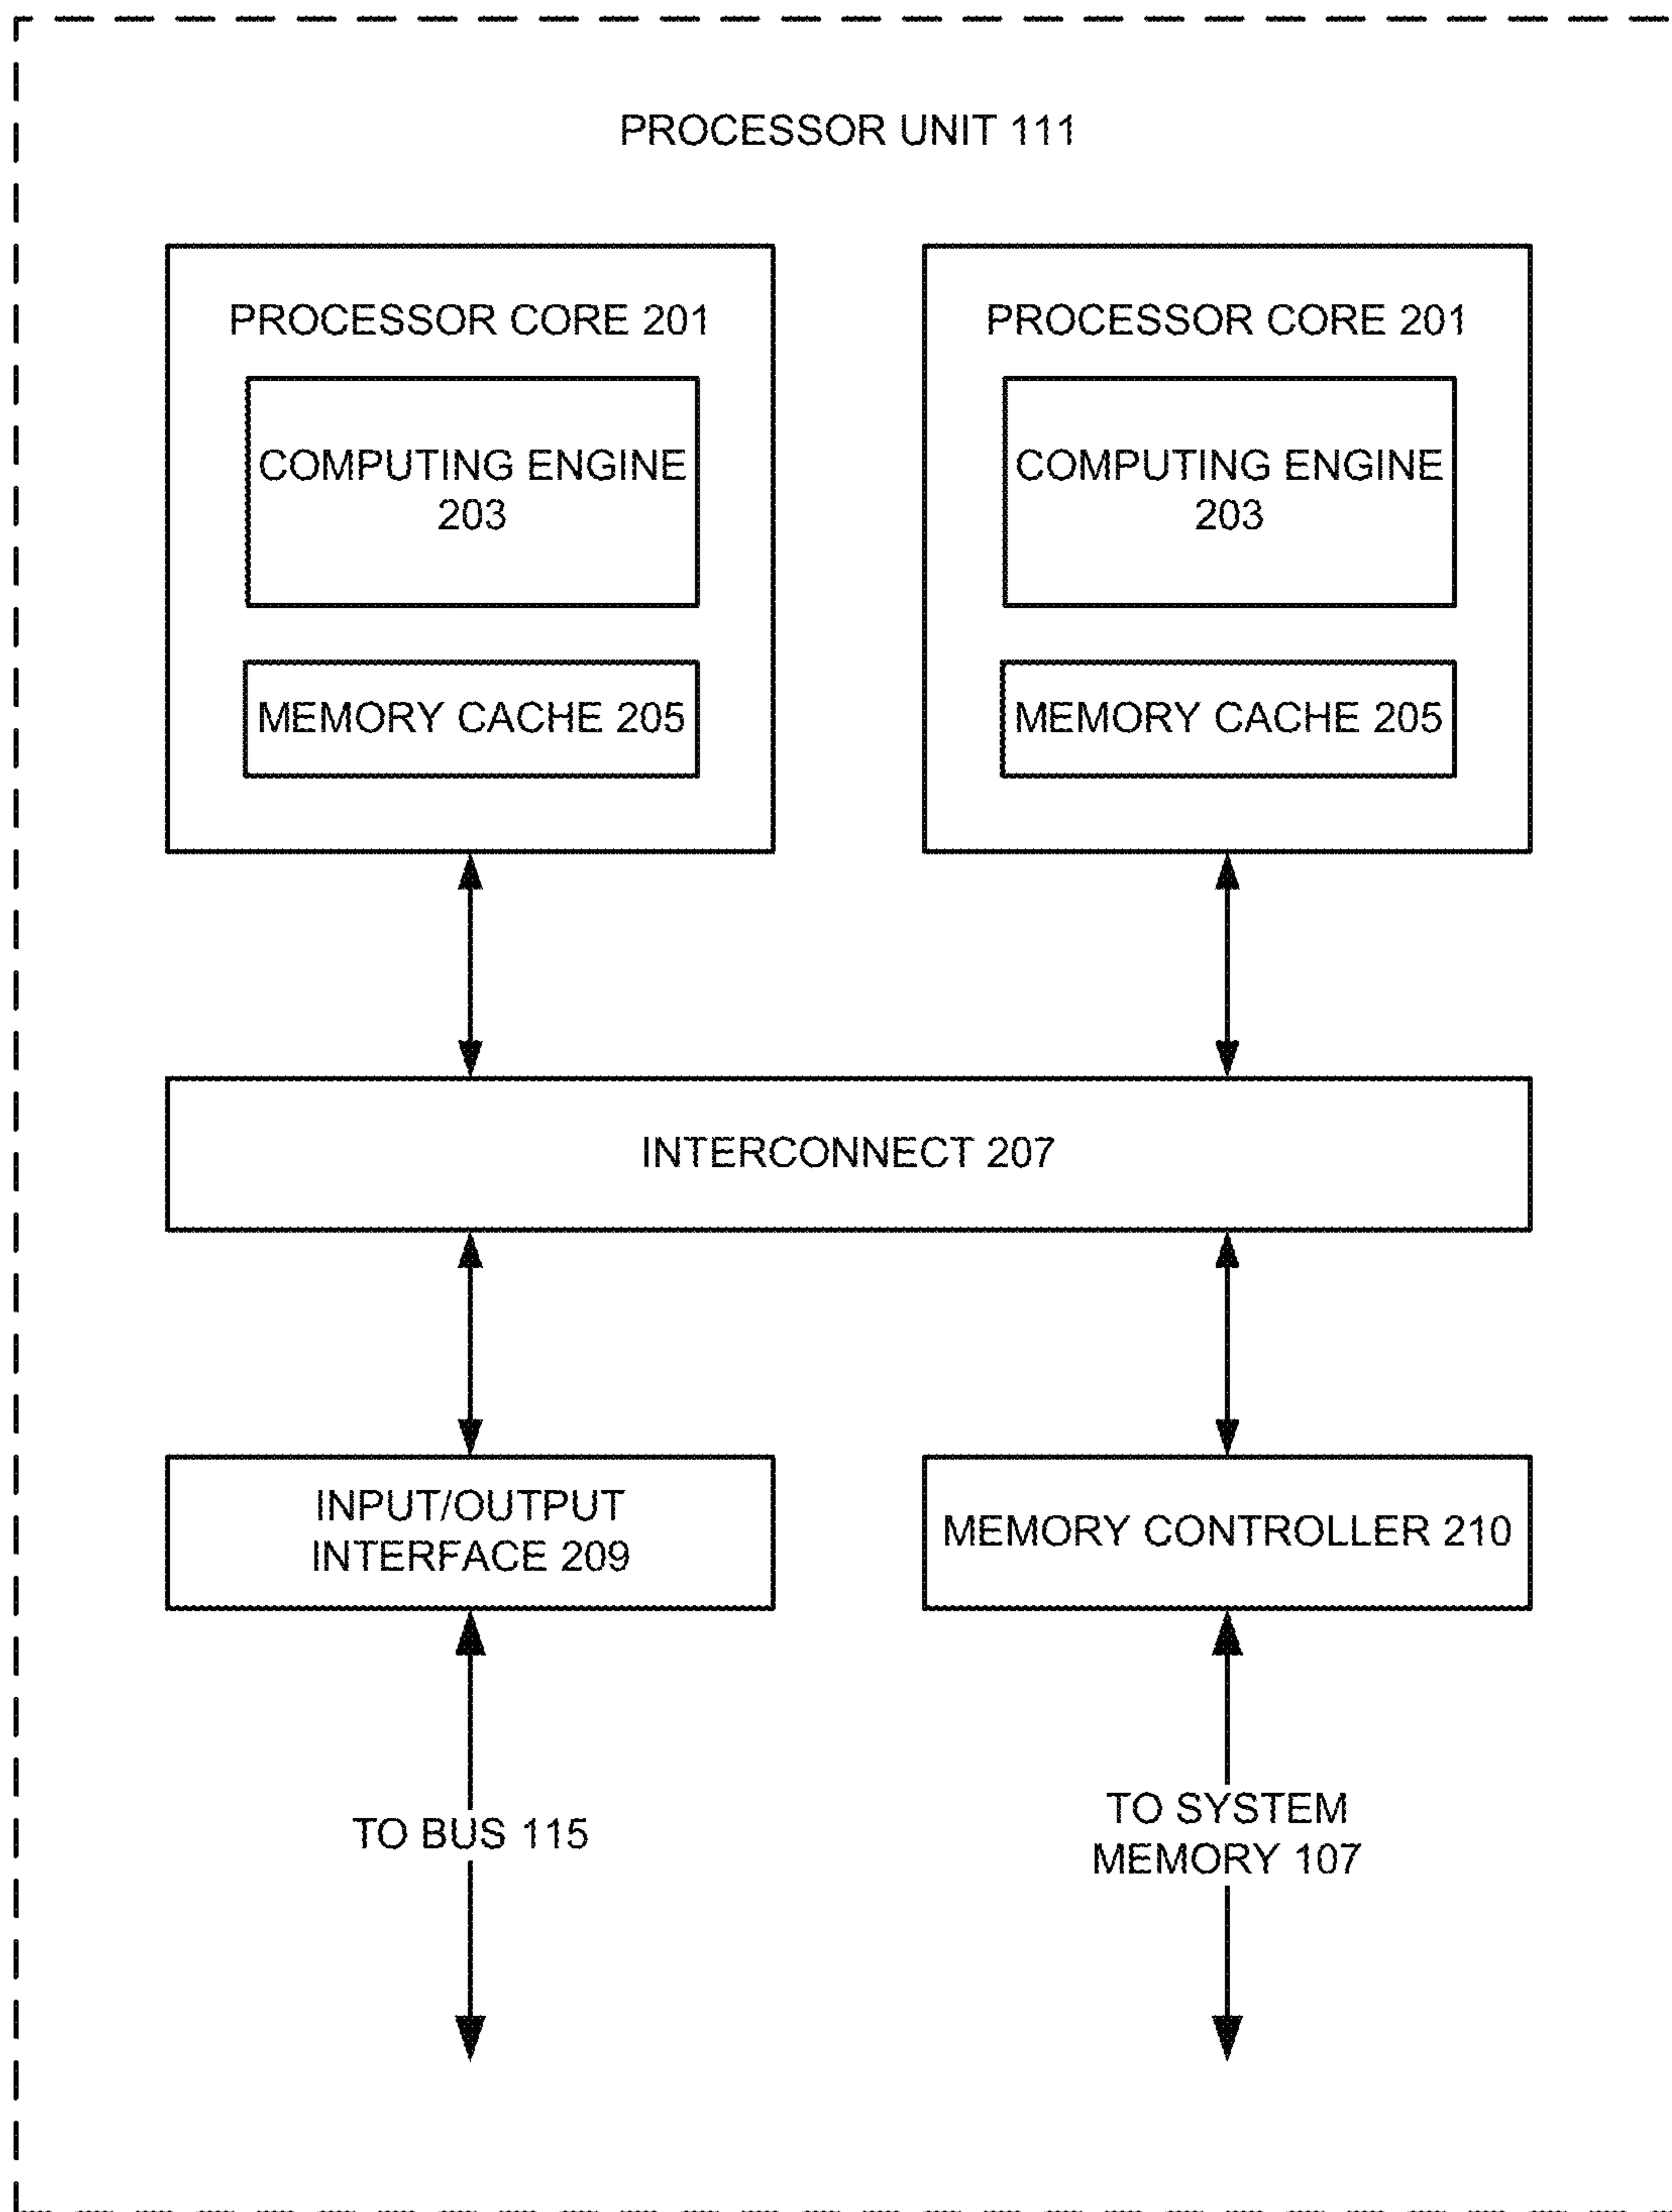 PROCESSOR UNIT 111
PROCESSOR CORE 201
COMPUTING ENGINE
203
MEMORY CACHE 205
PROCESSOR CORE 201
COMPUTING ENGINE
203
MEMORY CACHE 205
INTERCONNECT 207
INPUT/OUTPUT
INTERFACE 209
MEMORY CONTROLLER 210
TO BUS 115
TO SYSTEM
MEMORY 107